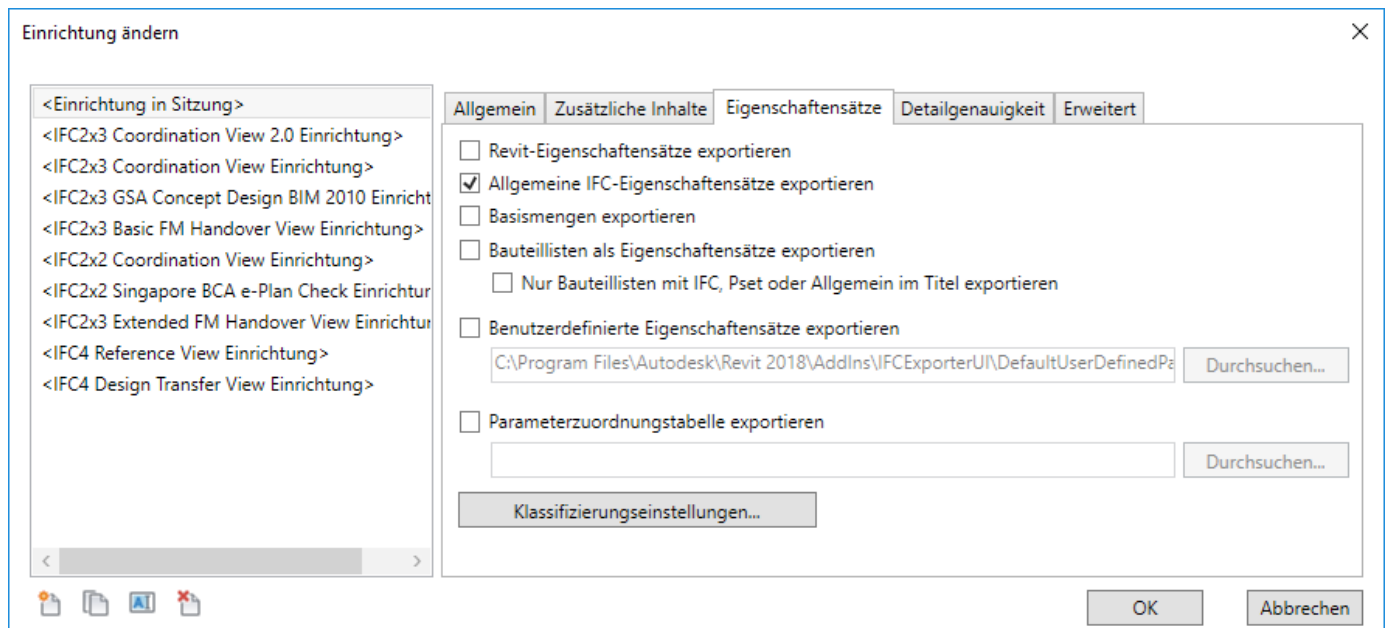 Einrichtung ändern
<Einrichtung in Sitzung>
<IFC2x3 Coordination View 2.0 Einrichtung>
<IFC2x3 Coordination View Einrichtung>
<IFC2x3 GSA Concept Design BIM 2010 Einricht
<IFC2x3 Basic FM Handover View Einrichtung>
<IFC2x2 Coordination View Einrichtung>
<IFC2x2 Singapore BCA e-Plan Check Einrichtur
<IFC2x3 Extended FM Handover View Einrichtur
<IFC4 Reference View Einrichtung>
<IFC4 Design Transfer View Einrichtung>
Allgemein Zusätzliche Inhalte Eigenschaftensätze Detailgenauigkeit Erweitert
Revit-Eigenschaftensätze exportieren
Allgemeine IFC-Eigenschaftensätze exportieren
Basismengen exportieren
Bauteillisten als Eigenschaftensätze exportieren
Nur Bauteillisten mit IFC, Pset oder Allgemein im Titel exportieren
Benutzerdefinierte Eigenschaftensätze exportieren
C:\Program Files\Autodesk\Revit 2018\AddIns\IFCExporterUI\DefaultUserDefinedPa Durchsuchen...
Parameterzuordnungstabelle exportieren
Durchsuchen...
Klassifizierungseinstellungen...
OK Abbrechen